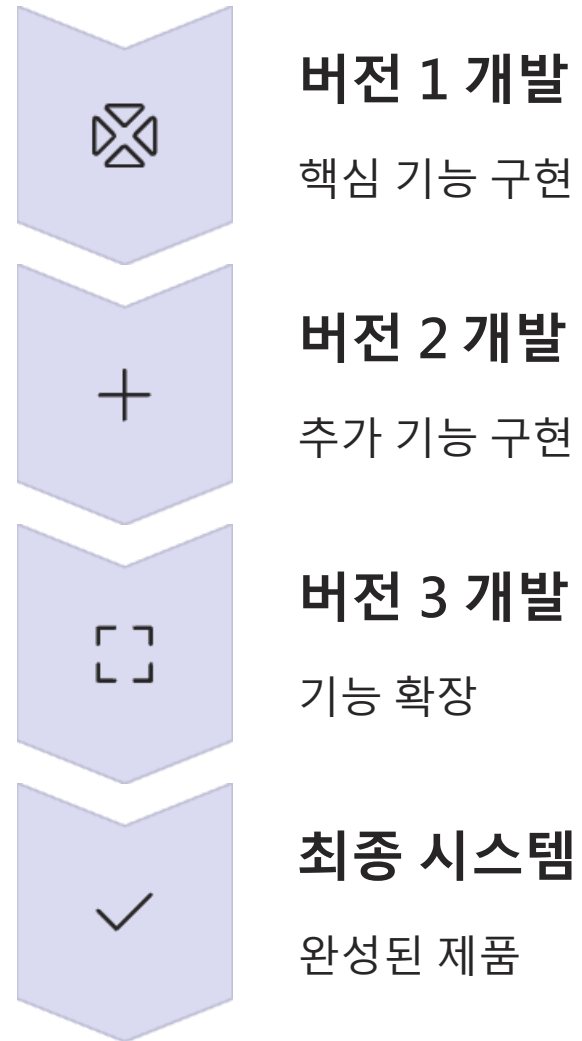 버전 1 개발
핵심 기능 구현
버전 2 개발
추가 기능 구현
버전 3 개발
기능 확장
최종 시스템
완성된 제품